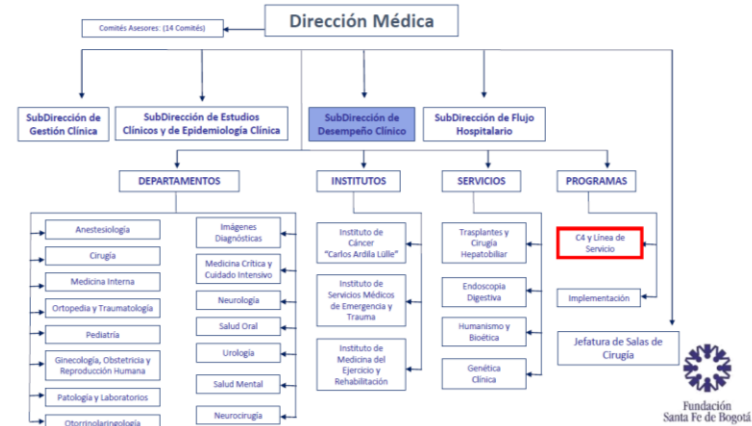 Dirección Médica
Comités Asesores: (14 Comités)
SubDirección de
Gestión Clínica
SubDirección de Estudios
Clínicos y de Epidemiología Clínica
SubDirección de
Desempeño Clínico
SubDirección de Flujo
Hospitalario
DEPARTAMENTOS
INSTITUTOS
SERVICIOS
PROGRAMAS
Anestesiología
Cirugía
Medicina Interna
Ortopedia y Traumatología
Pediatría
Ginecología, Obstetricia y
Reproducción Humana
Patología y Laboratorios
Otorrinolaringología
Imágenes
Diagnósticas
Medicina Crítica y
Cuidado Intensivo
Neurología
Salud Oral
Urología
Salud Mental
Neurocirugía
Instituto de
Cáncer
"Carlos Ardila Lülle"
Instituto de
Servicios Médicos
de Emergencia y
Trauma
Instituto de
Medicina del
Ejercicio y
Rehabilitación
Trasplantes y
Cirugía
Hepatobiliar
Endoscopia
Digestiva
Humanismo y
Bioética
Genética
Clínica
C4 y Línea de
Servicio
Implementación
Jefatura de Salas de
Cirugía
Fundación
Santa Fe de Bogotá